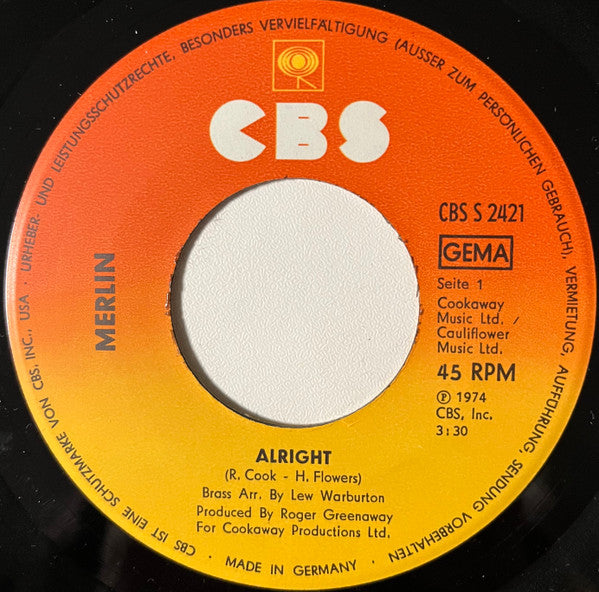 URHEBER- UND LEISTUNGSSCHUTZRECHTE, BESONDERS VERVIELFÄLTIGUNG (AUSSER ZUM PERSÖNLICHEN GEBRAUCH), VERMIETUNG, AUFFÜHRUNG, SENDUNG VORBEHALTEN
CBS
CBS S 2421
GEMA
Seite 1
Cookaway
Music Ltd. /
Cauliflower
Music Ltd.
45 RPM
℗ 1974
CBS, Inc.
3:30
MERLIN
ALRIGHT
(R. Cook - H. Flowers)
Brass Arr. By Lew Warburton
Produced By Roger Greenaway
For Cookaway Productions Ltd.
CBS IST EINE SCHUTZMARKE VON CBS, INC., USA ·
· MADE IN GERMANY ·